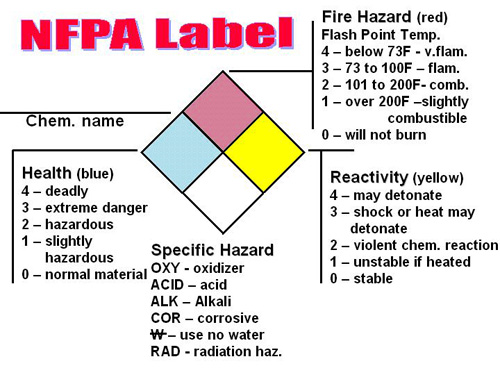 NFPA Label
Fire Hazard (red)
Flash Point Temp.
4 – below 73F - v.flam.
3 – 73 to 100F – flam.
2 – 101 to 200F- comb.
1 – over 200F –slightly
combustible
0 – will not burn
Chem. name
Health (blue)
4 – deadly
3 – extreme danger
2 – hazardous
1 – slightly
hazardous
0 – normal material
Reactivity (yellow)
4 – may detonate
3 – shock or heat may
detonate
2 – violent chem. reaction
1 – unstable if heated
0 – stable
Specific Hazard
OXY - oxidizer
ACID – acid
ALK – Alkali
COR – corrosive
W – use no water
RAD - radiation haz.